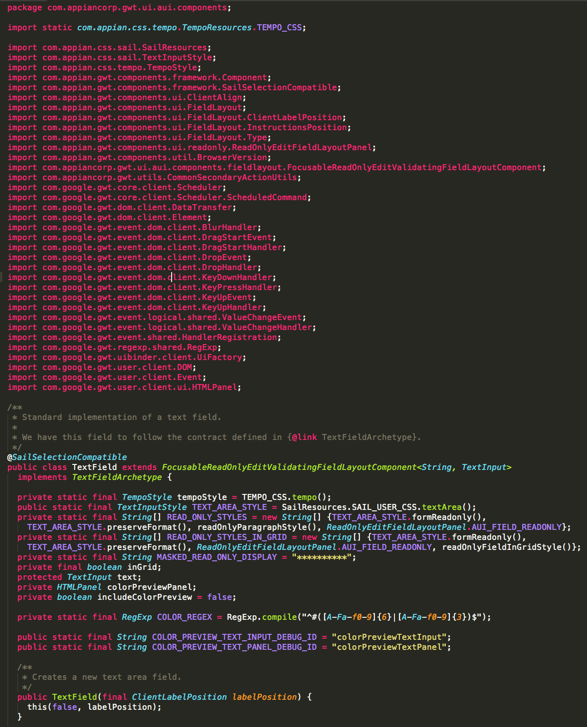 package com.appiancorp.gwt.ui.aui.components;
import static com.appian.css.tempo.TempoResources.TEMPO_CSS;
import com.appian.css.sail.SailResources;
import com.appian.css.sail.TextInputStyle;
import com.appian.css.tempo.TempoStyle;
import com.appian.gwt.components.framework.Component;
import com.appian.gwt.components.framework.SailSelectionCompatible;
import com.appian.gwt.components.ui.ClientAlign;
import com.appian.gwt.components.ui.FieldLayout;
import com.appian.gwt.components.ui.FieldLayout.ClientLabelPosition;
import com.appian.gwt.components.ui.FieldLayout.InstructionsPosition;
import com.appian.gwt.components.ui.FieldLayout.Type;
import com.appian.gwt.components.ui.readonly.ReadOnlyEditFieldLayoutPanel;
import com.appian.gwt.components.util.BrowserVersion;
import com.appiancorp.gwt.ui.aui.components.fieldlayout.FocusableReadOnlyEditValidatingFieldLayoutComponent;
import com.appiancorp.gwt.utils.CommonSecondaryActionUtils;
import com.google.gwt.core.client.Scheduler;
import com.google.gwt.core.client.Scheduler.ScheduledCommand;
import com.google.gwt.dom.client.DataTransfer;
import com.google.gwt.dom.client.Element;
import com.google.gwt.event.dom.client.BlurHandler;
import com.google.gwt.event.dom.client.DragStartEvent;
import com.google.gwt.event.dom.client.DragStartHandler;
import com.google.gwt.event.dom.client.DropEvent;
import com.google.gwt.event.dom.client.DropHandler;
import com.google.gwt.event.dom.client.KeyDownHandler;
import com.google.gwt.event.dom.client.KeyPressHandler;
import com.google.gwt.event.dom.client.KeyUpEvent;
import com.google.gwt.event.dom.client.KeyUpHandler;
import com.google.gwt.event.logical.shared.ValueChangeEvent;
import com.google.gwt.event.logical.shared.ValueChangeHandler;
import com.google.gwt.event.shared.HandlerRegistration;
import com.google.gwt.regexp.shared.RegExp;
import com.google.gwt.uibinder.client.UiFactory;
import com.google.gwt.user.client.DOM;
import com.google.gwt.user.client.Event;
import com.google.gwt.user.client.ui.HTMLPanel;
/**
 * Standard implementation of a text field.
 *
 * We have this field to follow the contract defined in {@link TextFieldArchetype}.
 */
@SailSelectionCompatible
public class TextField extends FocusableReadOnlyEditValidatingFieldLayoutComponent<String, TextInput>
  implements TextFieldArchetype {
  private static final TempoStyle tempoStyle = TEMPO_CSS.tempo();
  public static final TextInputStyle TEXT_AREA_STYLE = SailResources.SAIL_USER_CSS.textArea();
  private static final String[] READ_ONLY_STYLES = new String[] {TEXT_AREA_STYLE.formReadonly(),
    TEXT_AREA_STYLE.preserveFormat(), readOnlyParagraphStyle(), ReadOnlyEditFieldLayoutPanel.AUI_FIELD_READONLY};
  private static final String[] READ_ONLY_STYLES_IN_GRID = new String[] {TEXT_AREA_STYLE.formReadonly(),
    TEXT_AREA_STYLE.preserveFormat(), ReadOnlyEditFieldLayoutPanel.AUI_FIELD_READONLY, readOnlyFieldInGridStyle()};
  private static final String MASKED_READ_ONLY_DISPLAY = "**********";
  private final boolean inGrid;
  protected TextInput text;
  private HTMLPanel colorPreviewPanel;
  private boolean includeColorPreview = false;
  private static final RegExp COLOR_REGEX = RegExp.compile("^#([A-Fa-f0-9]{6}|[A-Fa-f0-9]{3})$");
  public static final String COLOR_PREVIEW_TEXT_INPUT_DEBUG_ID = "colorPreviewTextInput";
  public static final String COLOR_PREVIEW_TEXT_PANEL_DEBUG_ID = "colorPreviewTextPanel";
  /**
   * Creates a new text area field.
   */
  public TextField(final ClientLabelPosition labelPosition) {
    this(false, labelPosition);
  }